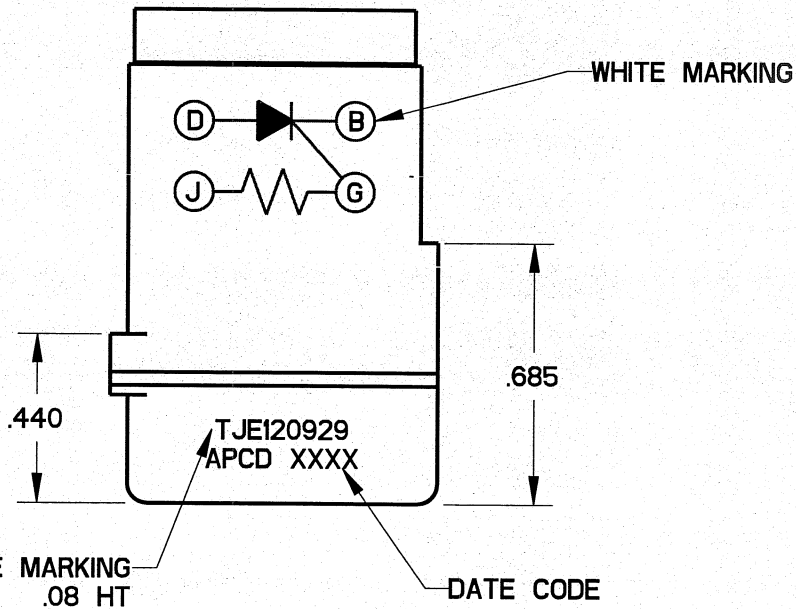 WHITE MARKING
D B
J G
.685
.440
TJE120929
APCD XXXX
MARKING
.08 HT
DATE CODE